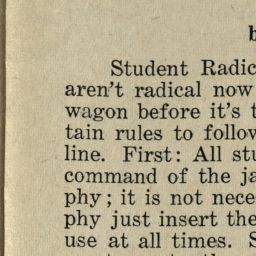 Student Radic
aren't radical now
wagon before it's t
tain rules to follow
line. First: All stu
command of the ja
phy; it is not nece
phy just insert the
use at all times. S